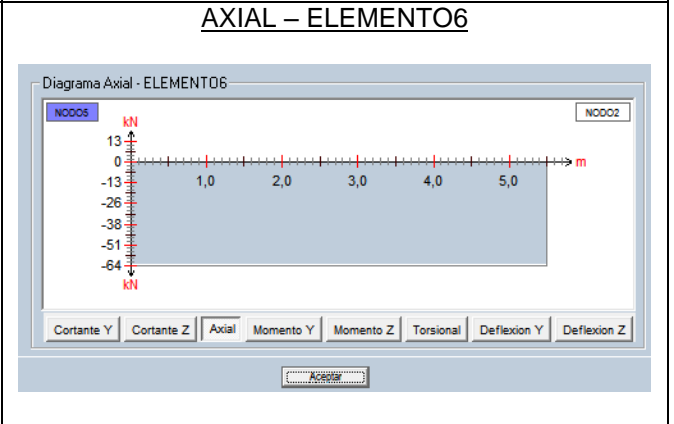 AXIAL – ELEMENTO6
Diagrama Axial - ELEMENTO6
NODO5
NODO2
kN
13
0
m
-13
1,0 2,0 3,0 4,0 5,0
-26
-38
-51
-64
kN
Cortante Y Cortante Z Axial Momento Y Momento Z Torsional Deflexion Y Deflexion Z
Aceptar